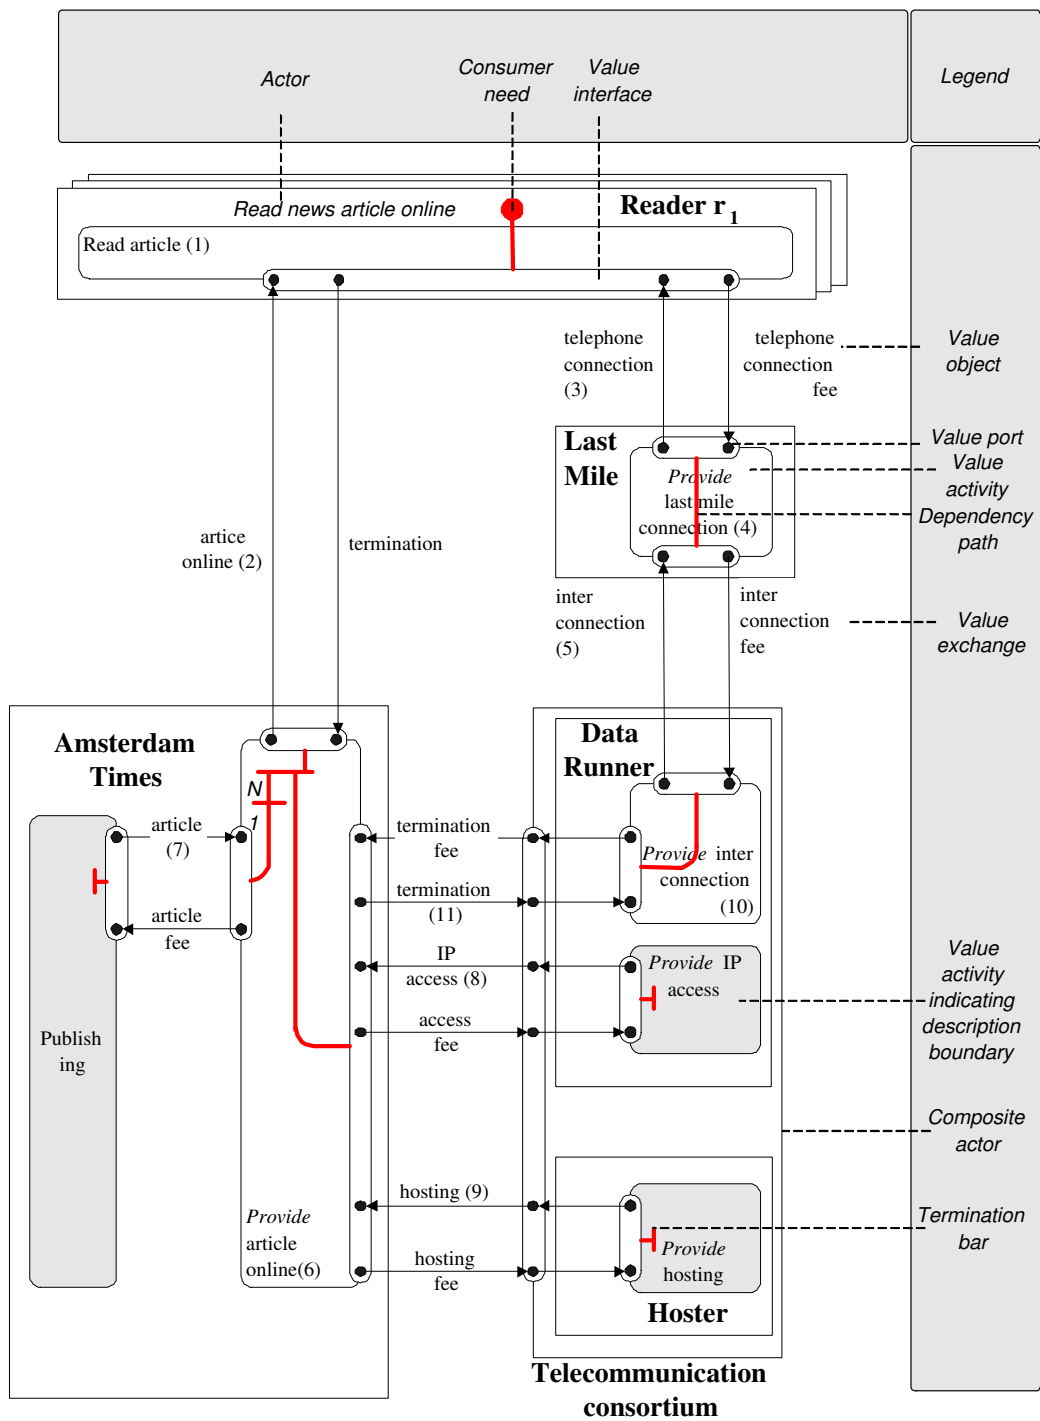 Actor
Consumer
need
Value
interface
Legend
Read news article online
Reader r 1
Read article (1)
telephone
connection
(3)
telephone
connection
fee
Value
object
Last
Mile
Provide
last mile
connection (4)
Value port
Value
activity
Dependency
path
artice
online (2)
termination
inter
connection
(5)
inter
connection
fee
Value
exchange
Amsterdam
Times
Data
Runner
N
1
article
(7)
article
fee
termination
fee
termination
(11)
IP
access (8)
access
fee
Provide inter
connection
(10)
Provide IP
access
Value
activity
indicating
description
boundary
Publish
ing
Composite
actor
hosting (9)
hosting
fee
Provide
article
online(6)
Provide
hosting
Hoster
Termination
bar
Telecommunication
consortium